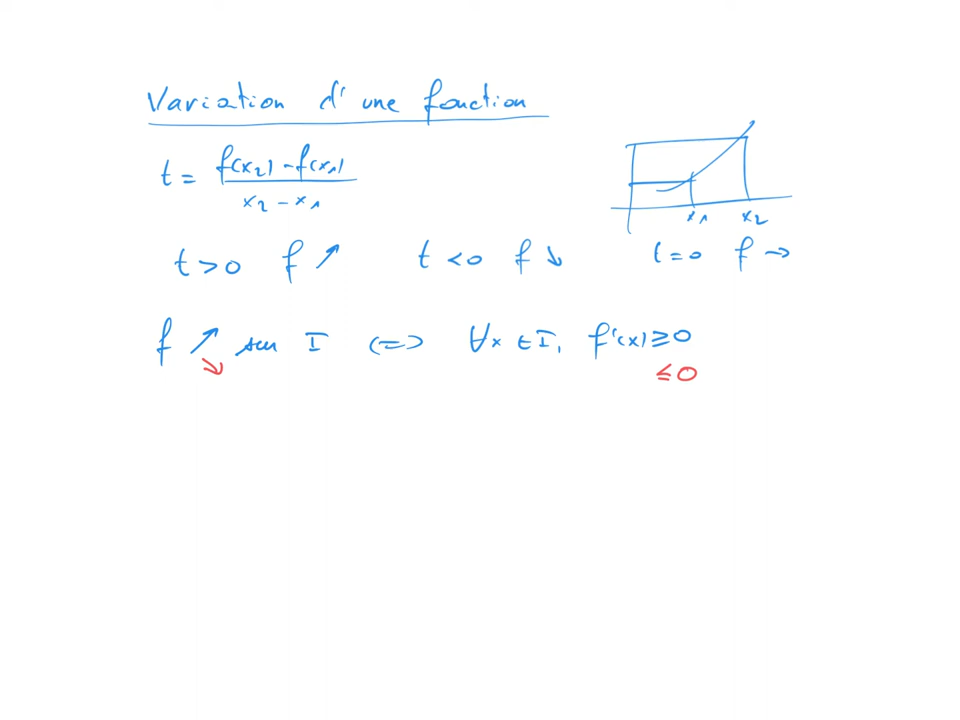 Variation d'une fonction
t = f(x₂) - f(x₁) / x₂ - x₁
x₁ x₂
t > 0 f ↗ t < 0 f ↘ t = 0 f →
f ↗ sur I <=> ∀x ∈ I, f'(x) ≥ 0
↘ ≤ 0